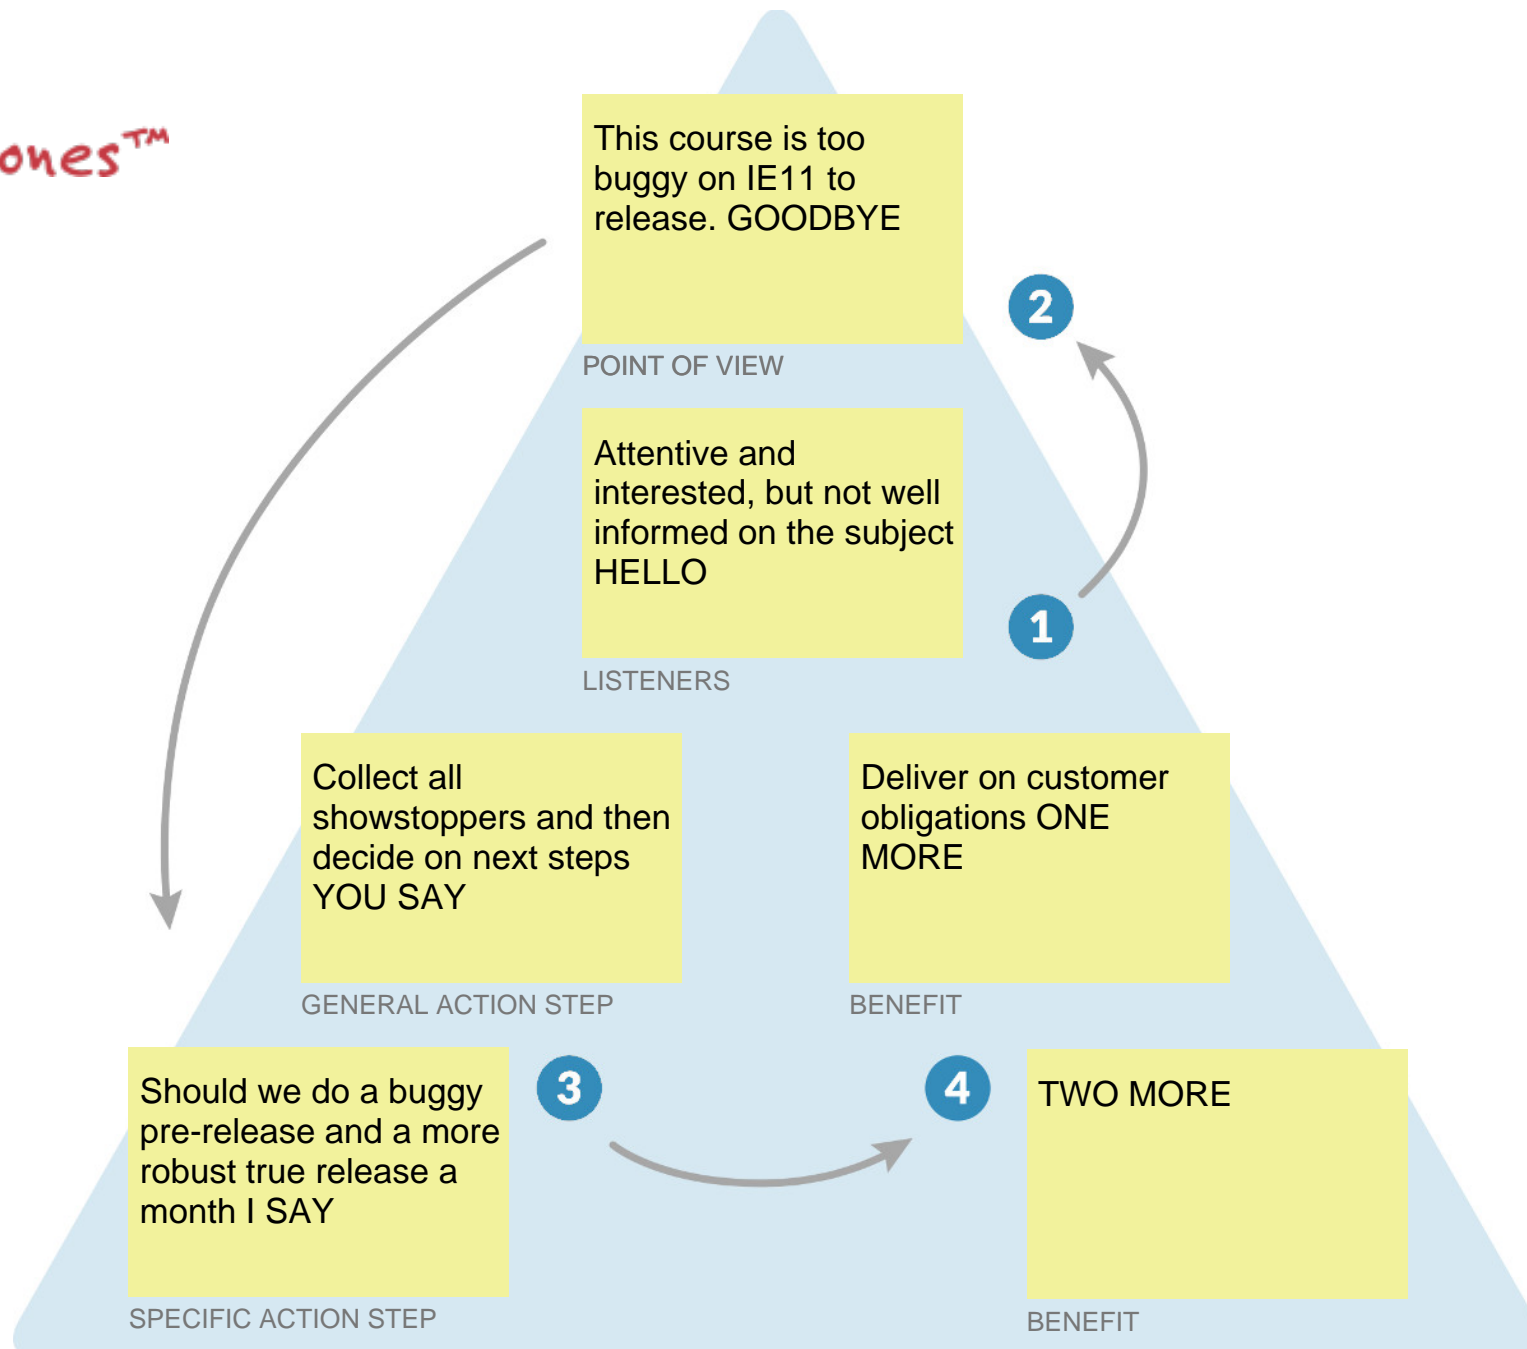 ones™
This course is too
buggy on IE11 to
release. GOODBYE
2
POINT OF VIEW
Attentive and
interested, but not well
informed on the subject
HELLO
1
LISTENERS
Collect all
showstoppers and then
decide on next steps
YOU SAY
GENERAL ACTION STEP
Deliver on customer
obligations ONE
MORE
BENEFIT
Should we do a buggy
pre-release and a more
robust true release a
month I SAY
SPECIFIC ACTION STEP
3
4
TWO MORE
BENEFIT